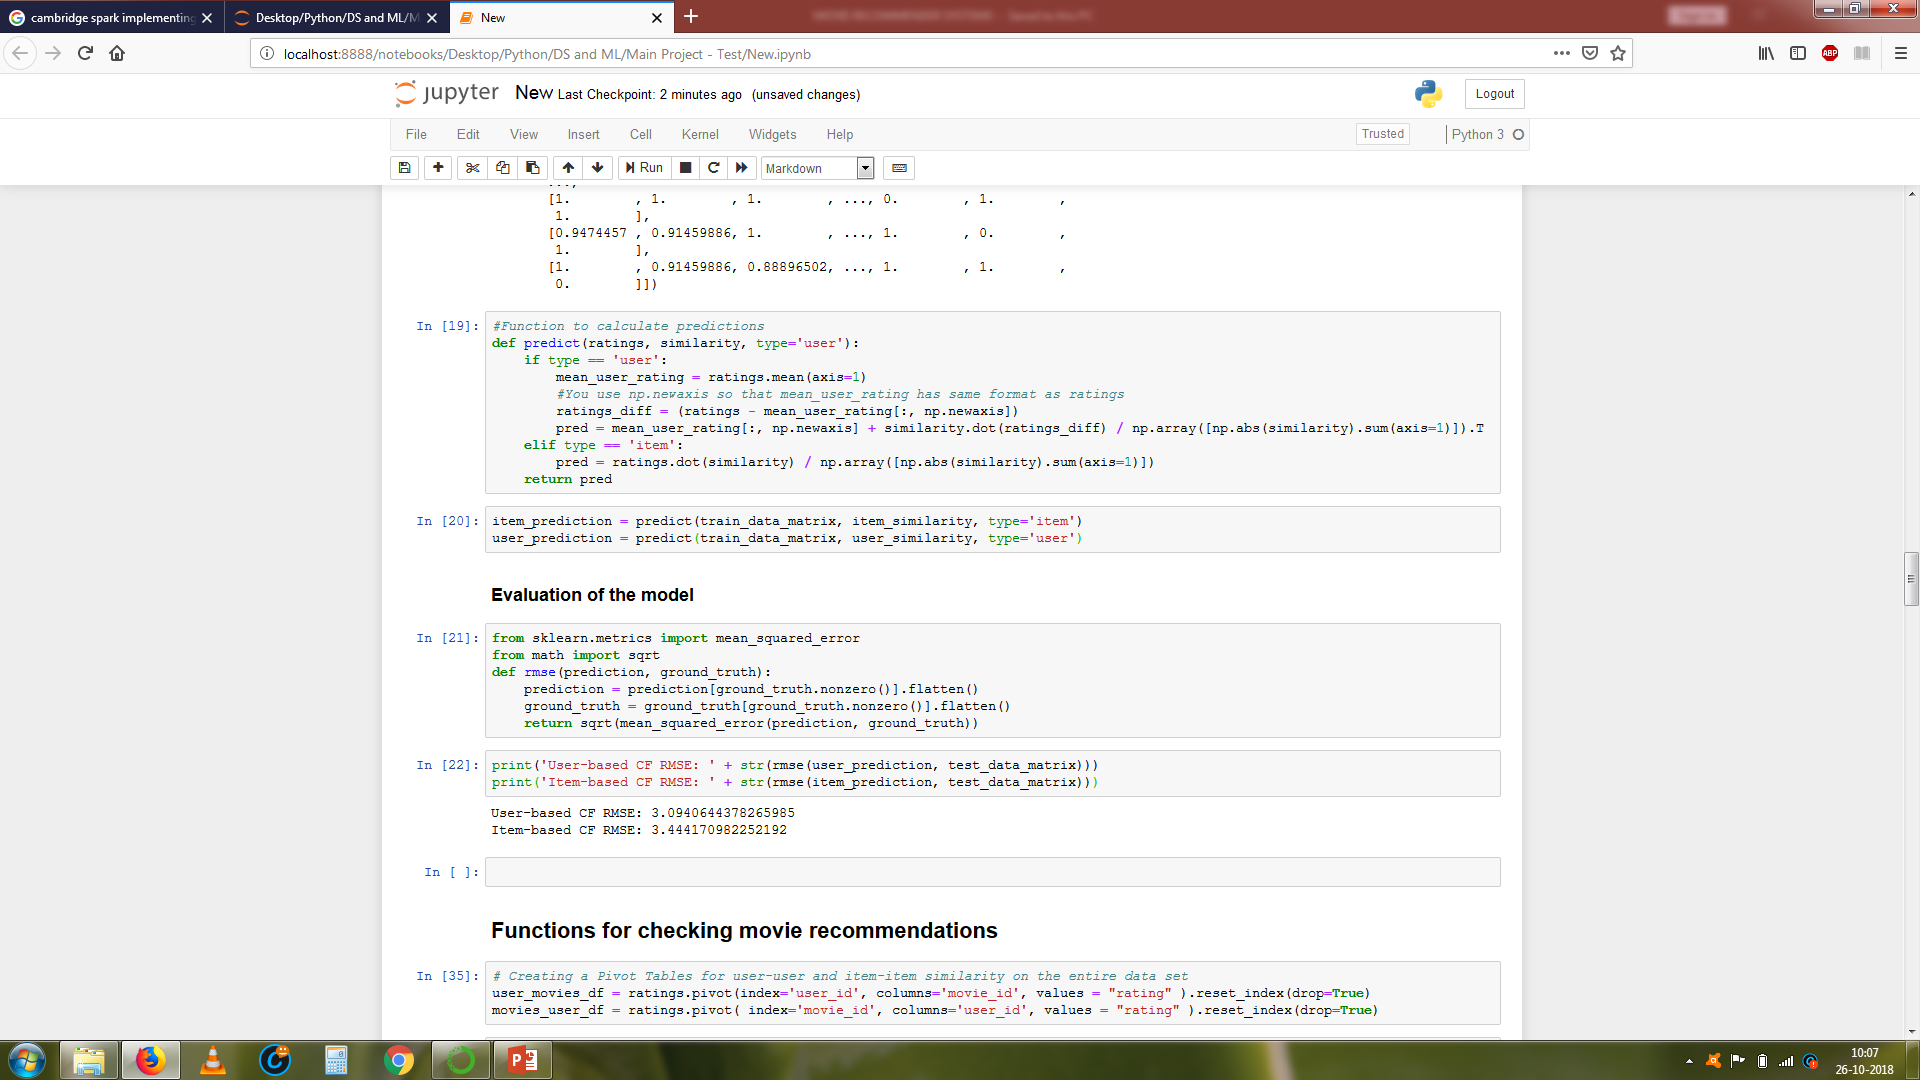 cambridge spark implementing
Desktop/Python/DS and ML/M
New
localhost:8888/notebooks/Desktop/Python/DS and ML/Main Project - Test/New.ipynb
ABP
jupyter New Last Checkpoint: 2 minutes ago (unsaved changes)
Logout
File Edit View Insert Cell Kernel Widgets Help
Trusted
Python 3
Run
Markdown
...,
[1. , 1. , 1. , ..., 0. , 1. ,
1. ],
[0.9474457 , 0.91459886, 1. , ..., 1. , 0. ,
1. ],
[1. , 0.91459886, 0.88896502, ..., 1. , 1. ,
0. ]])
In [19]: #Function to calculate predictions
def predict(ratings, similarity, type='user'):
if type == 'user':
mean_user_rating = ratings.mean(axis=1)
#You use np.newaxis so that mean_user_rating has same format as ratings
ratings_diff = (ratings - mean_user_rating[:, np.newaxis])
pred = mean_user_rating[:, np.newaxis] + similarity.dot(ratings_diff) / np.array([np.abs(similarity).sum(axis=1)]).T
elif type == 'item':
pred = ratings.dot(similarity) / np.array([np.abs(similarity).sum(axis=1)])
return pred
In [20]: item_prediction = predict(train_data_matrix, item_similarity, type='item')
user_prediction = predict(train_data_matrix, user_similarity, type='user')
Evaluation of the model
In [21]: from sklearn.metrics import mean_squared_error
from math import sqrt
def rmse(prediction, ground_truth):
prediction = prediction[ground_truth.nonzero()].flatten()
ground_truth = ground_truth[ground_truth.nonzero()].flatten()
return sqrt(mean_squared_error(prediction, ground_truth))
In [22]: print('User-based CF RMSE: ' + str(rmse(user_prediction, test_data_matrix)))
print('Item-based CF RMSE: ' + str(rmse(item_prediction, test_data_matrix)))
User-based CF RMSE: 3.0940644378265985
Item-based CF RMSE: 3.444170982252192
In [ ]:
Functions for checking movie recommendations
In [35]: # Creating a Pivot Tables for user-user and item-item similarity on the entire data set
user_movies_df = ratings.pivot(index='user_id', columns='movie_id', values = "rating" ).reset_index(drop=True)
movies_user_df = ratings.pivot( index='movie_id', columns='user_id', values = "rating" ).reset_index(drop=True)
10:07
26-10-2018